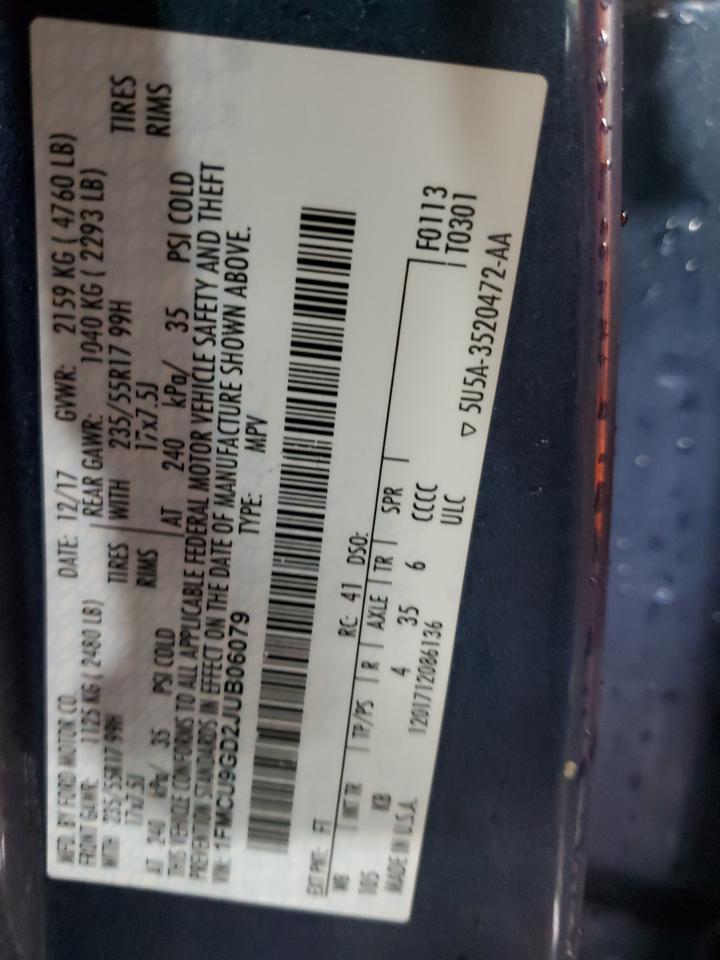 MFD. BY FORD MOTOR CO.
DATE: 12/17 GVWR: 2159 KG ( 4760 LB)
FRONT GAWR: 1125 KG ( 2480 LB) REAR GAWR: 1040 KG ( 2293 LB)
WITH 235/55R17 99H TIRES WITH 235/55R17 99H TIRES
17x7.5J RIMS 17x7.5J RIMS
AT 240 kPa/ 35 PSI COLD AT 240 kPa/ 35 PSI COLD
THIS VEHICLE CONFORMS TO ALL APPLICABLE FEDERAL MOTOR VEHICLE SAFETY AND THEFT
PREVENTION STANDARDS IN EFFECT ON THE DATE OF MANUFACTURE SHOWN ABOVE.
VIN: 1FMCU9GD2JUB06079 TYPE: MPV
EXT PNT: FT RC: 41 DSO: F0113
WB INT TR TP/PS R AXLE TR SPR T0301
105 KB 4 35 6 CCCC
MADE IN U.S.A. 1201712086136 ULC
▽ 5U5A-3520472-AA